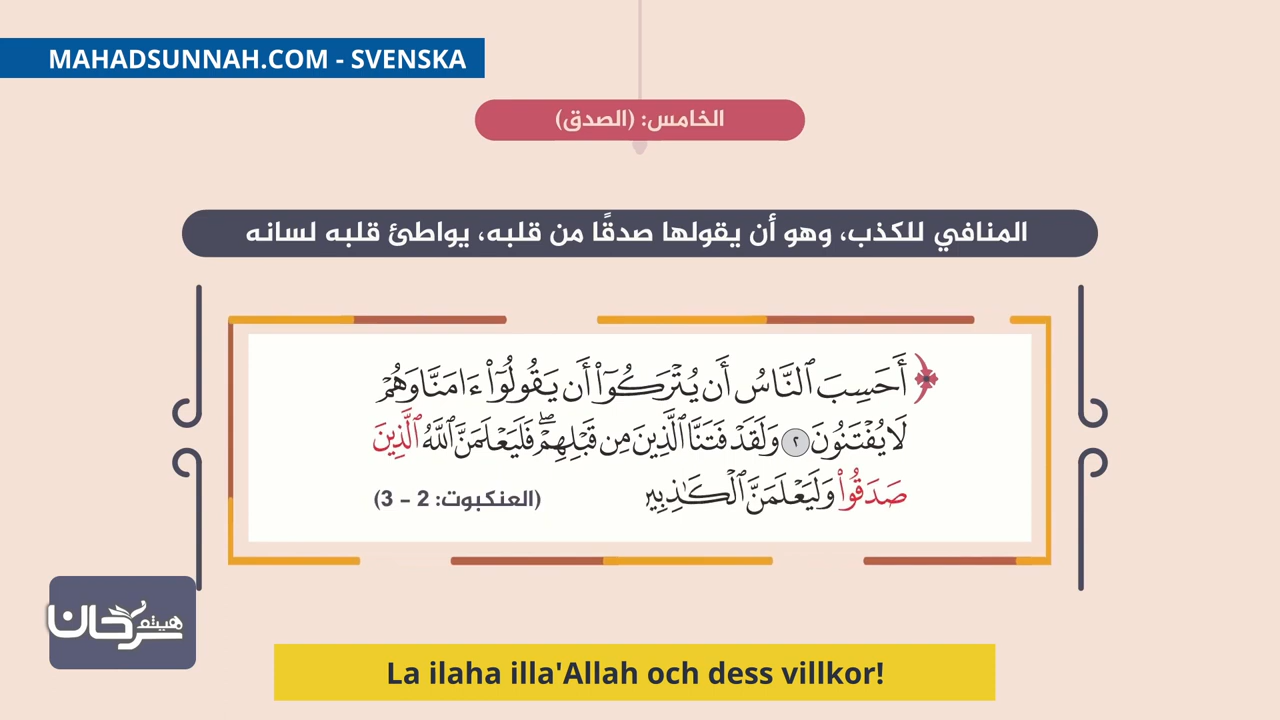 MAHADSUNNAH.COM - SVENSKA
الخامس: (الصدق)
المنافي للكذب، وهو أن يقولها صدقًا من قلبه، يواطئ قلبه لسانه
أَحَسِبَ ٱلنَّاسُ أَن يُتْرَكُوٓا۟ أَن يَقُولُوٓا۟ ءَامَنَّا وَهُمْ
لَا يُفْتَنُونَ ٢ وَلَقَدْ فَتَنَّا ٱلَّذِينَ مِن قَبْلِهِمْ ۖ فَلَيَعْلَمَنَّ ٱللَّهُ ٱلَّذِينَ
صَدَقُوا۟ وَلَيَعْلَمَنَّ
(العنكبوت: 2 - 3)
هيثم
سرحان
La ilaha illa'Allah och dess villkor!